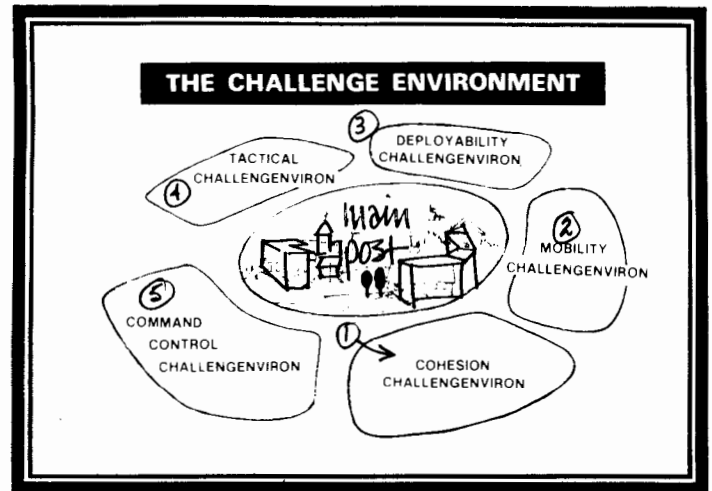 THE CHALLENGE ENVIRONMENT
③
DEPLOYABILITY
CHALLENGENVIRON
TACTICAL
CHALLENGENVIRON
④
main
post
②
MOBILITY
CHALLENGENVIRON
⑤
COMMAND
CONTROL
CHALLENGENVIRON
①
COHESION
CHALLENGENVIRON